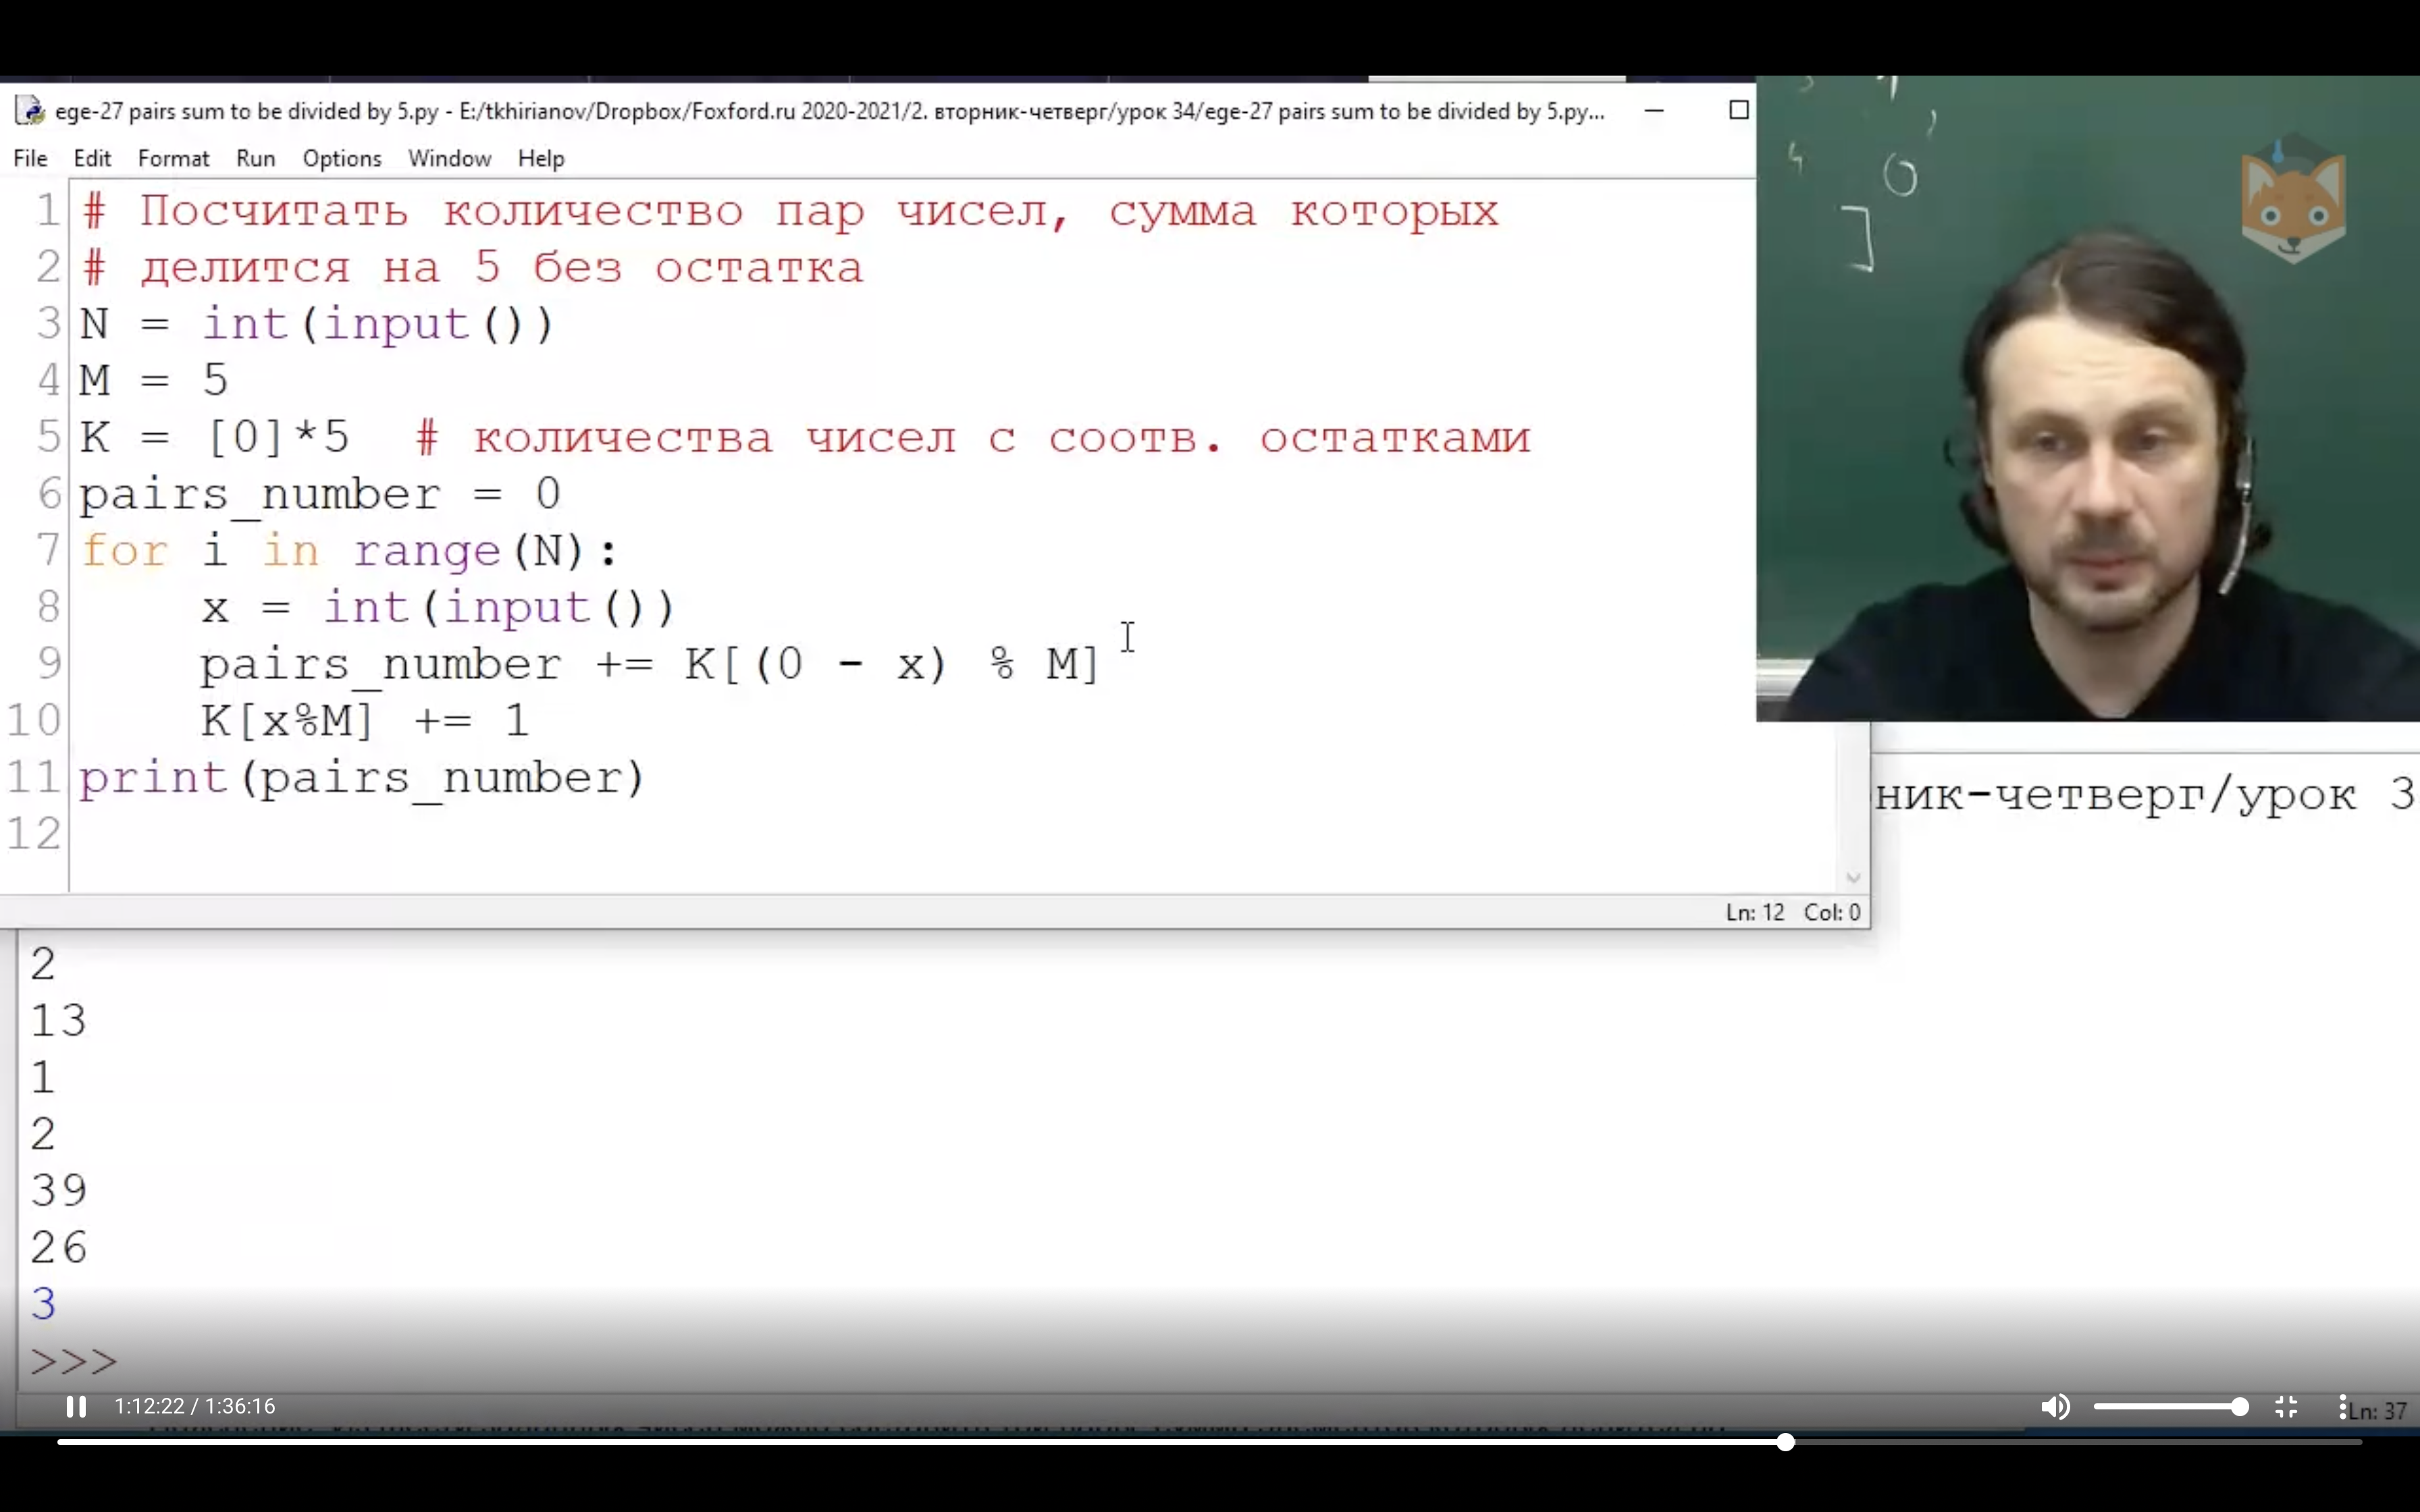 ege-27 pairs sum to be divided by 5.py - E:/tkhirianov/Dropbox/Foxford.ru 2020-2021/2. вторник-четверг/урок 34/ege-27 pairs sum to be divided by 5.py...
File Edit Format Run Options Window Help
1 # Посчитать количество пар чисел, сумма которых
2 # делится на 5 без остатка
3 N = int(input())
4 M = 5
5 K = [0]*5  # количества чисел с соотв. остатками
6 pairs_number = 0
7 for i in range(N):
8     x = int(input())
9     pairs_number += K[(0 - x) % M]
10     K[x%M] += 1
11 print(pairs_number)
12
Ln: 12 Col: 0
4
0
]
ник-четверг/урок 3
2
13
1
2
39
26
3
>>>
1:12:22 / 1:36:16
Ln: 37